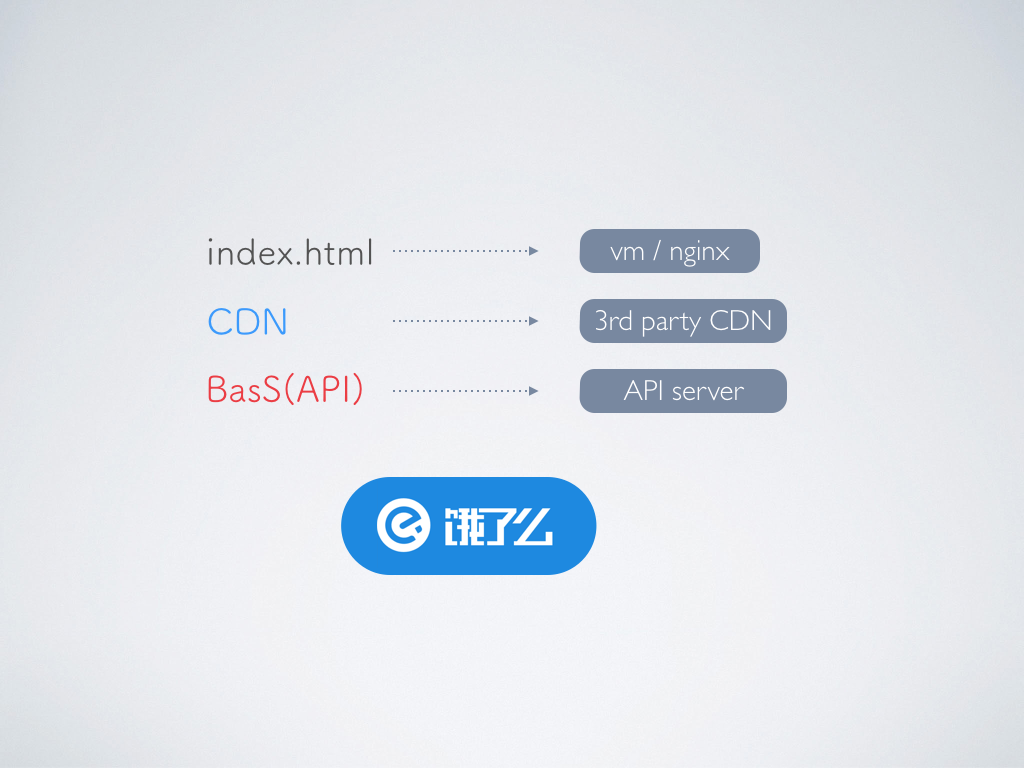 index.html vm / nginx
CDN 3rd party CDN
BasS(API) API server
饿了么